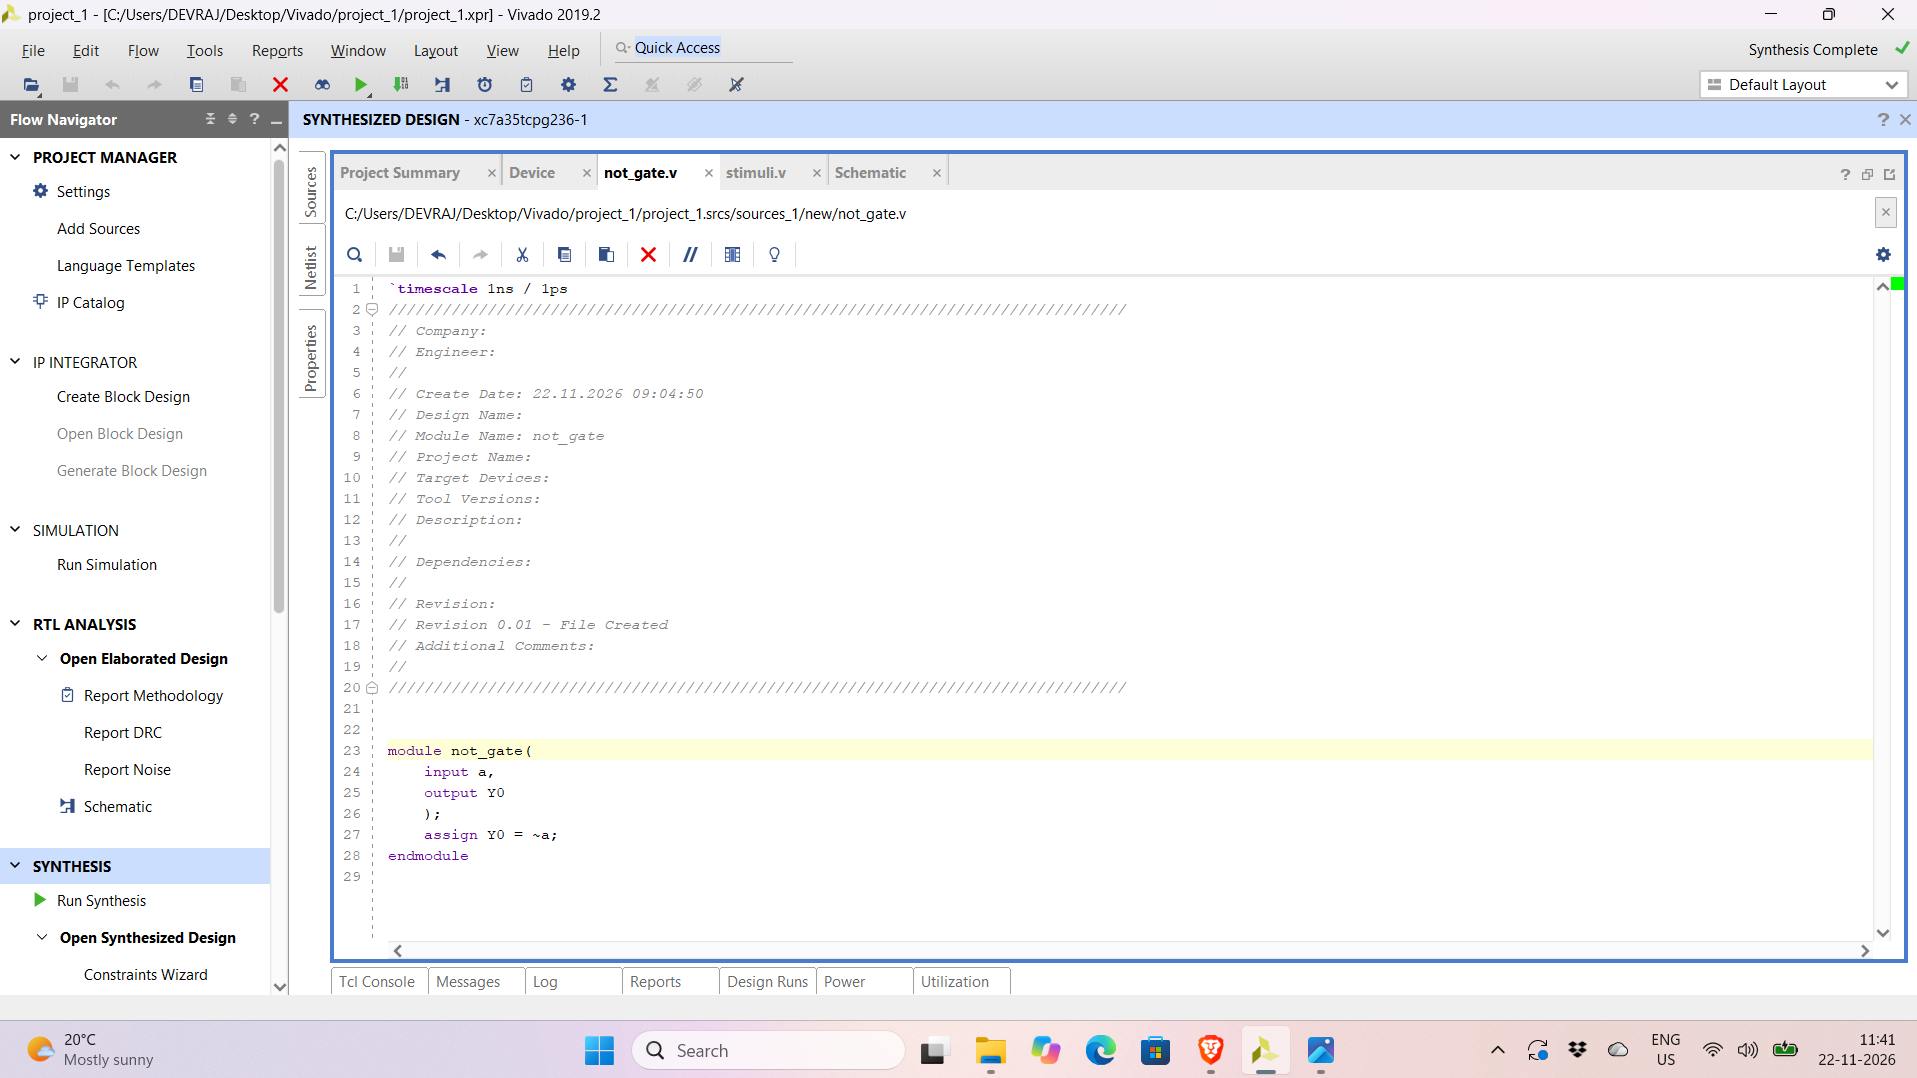 project_1 - [C:/Users/DEVRAJ/Desktop/Vivado/project_1/project_1.xpr] - Vivado 2019.2
File Edit Flow Tools Reports Window Layout View Help Quick Access
Synthesis Complete
Default Layout
Flow Navigator
SYNTHESIZED DESIGN - xc7a35tcpg236-1
PROJECT MANAGER
Settings
Add Sources
Language Templates
IP Catalog
IP INTEGRATOR
Create Block Design
Open Block Design
Generate Block Design
SIMULATION
Run Simulation
RTL ANALYSIS
Open Elaborated Design
Report Methodology
Report DRC
Report Noise
Schematic
SYNTHESIS
Run Synthesis
Open Synthesized Design
Constraints Wizard
Sources
Netlist
Properties
Project Summary Device not_gate.v stimuli.v Schematic
C:/Users/DEVRAJ/Desktop/Vivado/project_1/project_1.srcs/sources_1/new/not_gate.v
1 `timescale 1ns / 1ps
2 //////////////////////////////////////////////////////////////////////////////////
3 // Company:
4 // Engineer:
5 //
6 // Create Date: 22.11.2026 09:04:50
7 // Design Name:
8 // Module Name: not_gate
9 // Project Name:
10 // Target Devices:
11 // Tool Versions:
12 // Description:
13 //
14 // Dependencies:
15 //
16 // Revision:
17 // Revision 0.01 - File Created
18 // Additional Comments:
19 //
20 //////////////////////////////////////////////////////////////////////////////////
21
22
23 module not_gate(
24 input a,
25 output Y0
26 );
27 assign Y0 = ~a;
28 endmodule
29
Tcl Console Messages Log Reports Design Runs Power Utilization
20°C
Mostly sunny
Search
ENG
US
11:41
22-11-2026